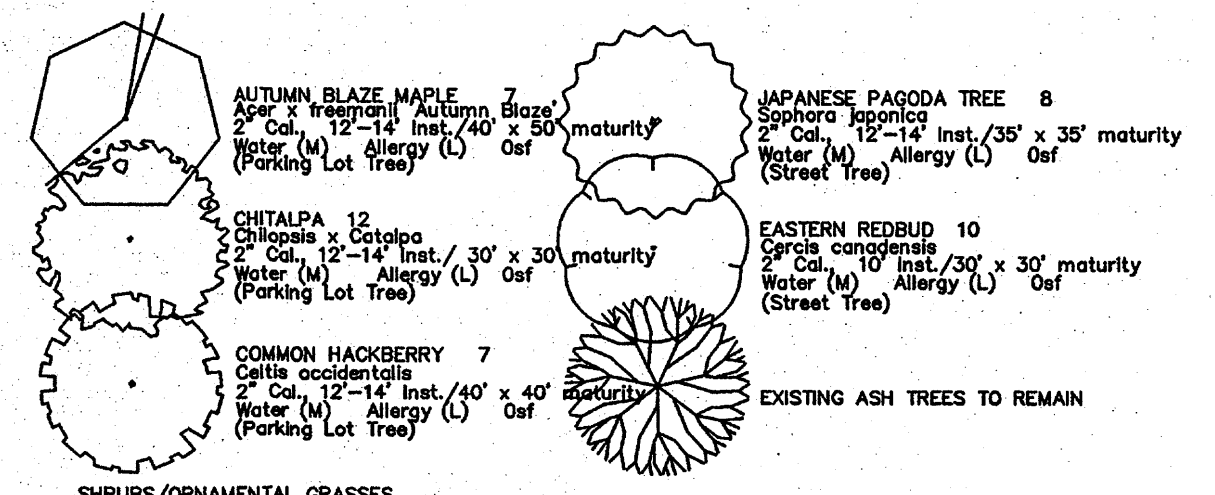 AUTUMN BLAZE MAPLE 7
Acer x freemanii 'Autumn Blaze'
2" Cal., 12'-14' Inst./40' x 50' maturity
Water (M) Allergy (L) 0sf
(Parking Lot Tree)
CHITALPA 12
Chilopsis x Catalpa
2" Cal., 12'-14' Inst./ 30' x 30' maturity
Water (M) Allergy (L) 0sf
(Parking Lot Tree)
COMMON HACKBERRY 7
Celtis occidentalis
2" Cal., 12'-14' Inst./40' x 40' maturity
Water (M) Allergy (L) 0sf
(Parking Lot Tree)
SHRUBS/ORNAMENTAL GRASSES
JAPANESE PAGODA TREE 8
Sophora japonica
2" Cal., 12'-14' Inst./35' x 35' maturity
Water (M) Allergy (L) 0sf
(Street Tree)
EASTERN REDBUD 10
Cercis canadensis
2" Cal., 10' Inst./30' x 30' maturity
Water (M) Allergy (L) 0sf
(Street Tree)
EXISTING ASH TREES TO REMAIN